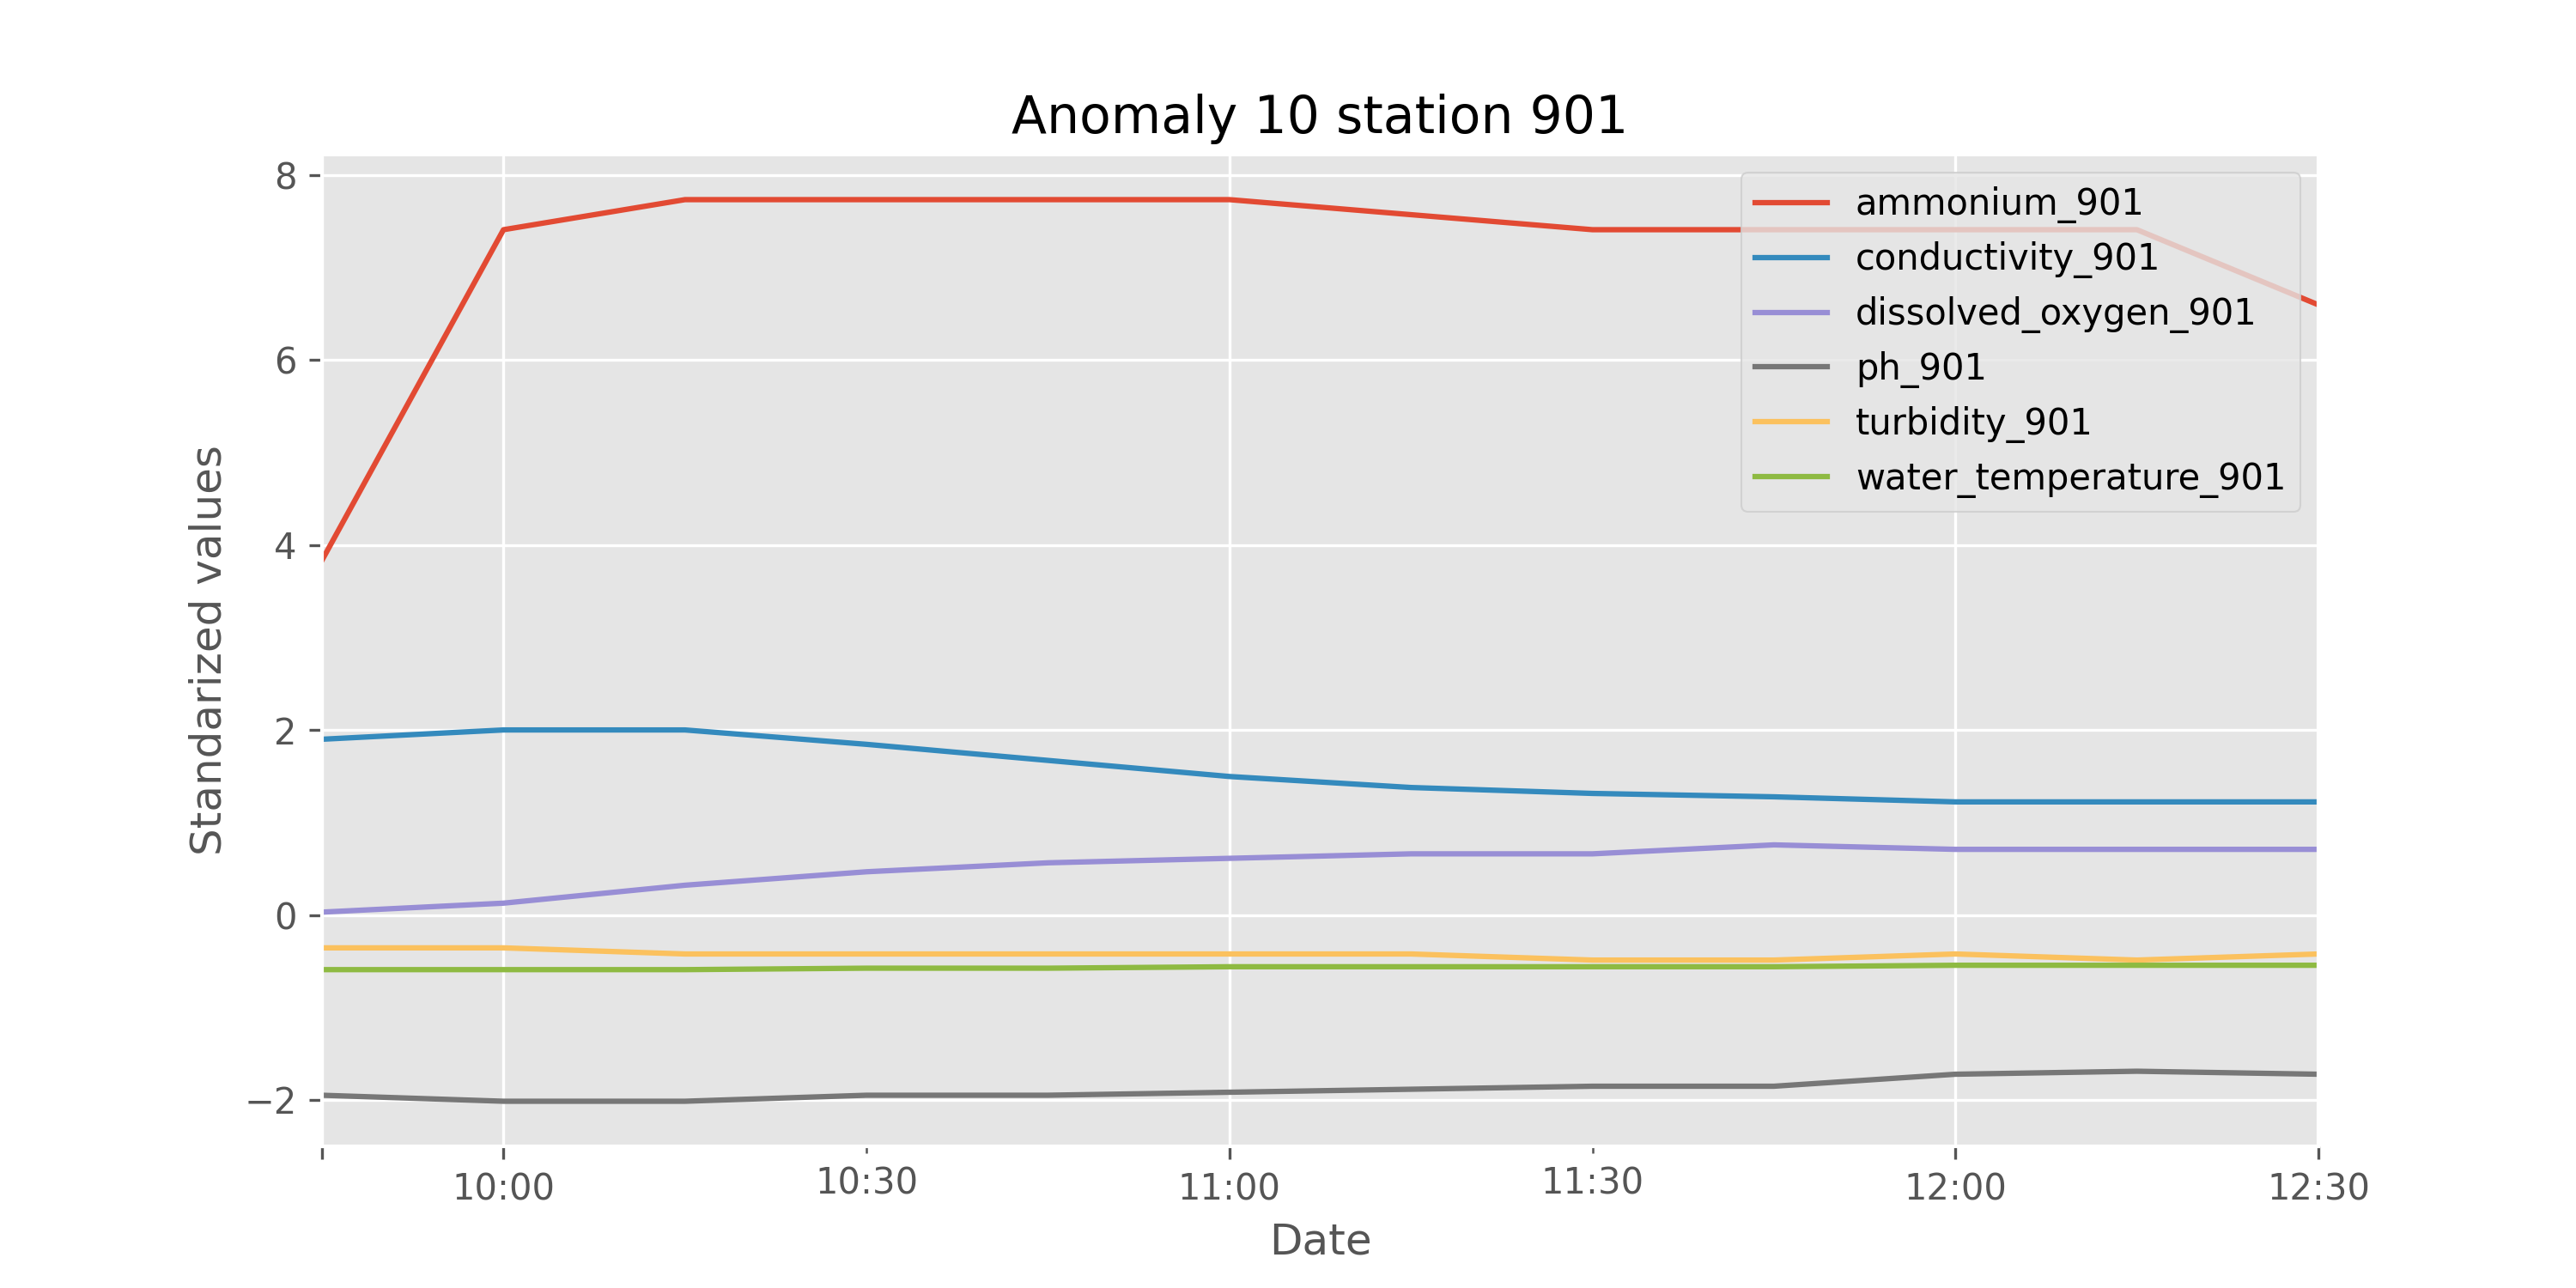 Anomaly 10 station 901
8
6
4
2
0
−2
Standarized values
ammonium_901
conductivity_901
dissolved_oxygen_901
ph_901
turbidity_901
water_temperature_901
10:00 10:30 11:00 11:30 12:00 12:30
Date